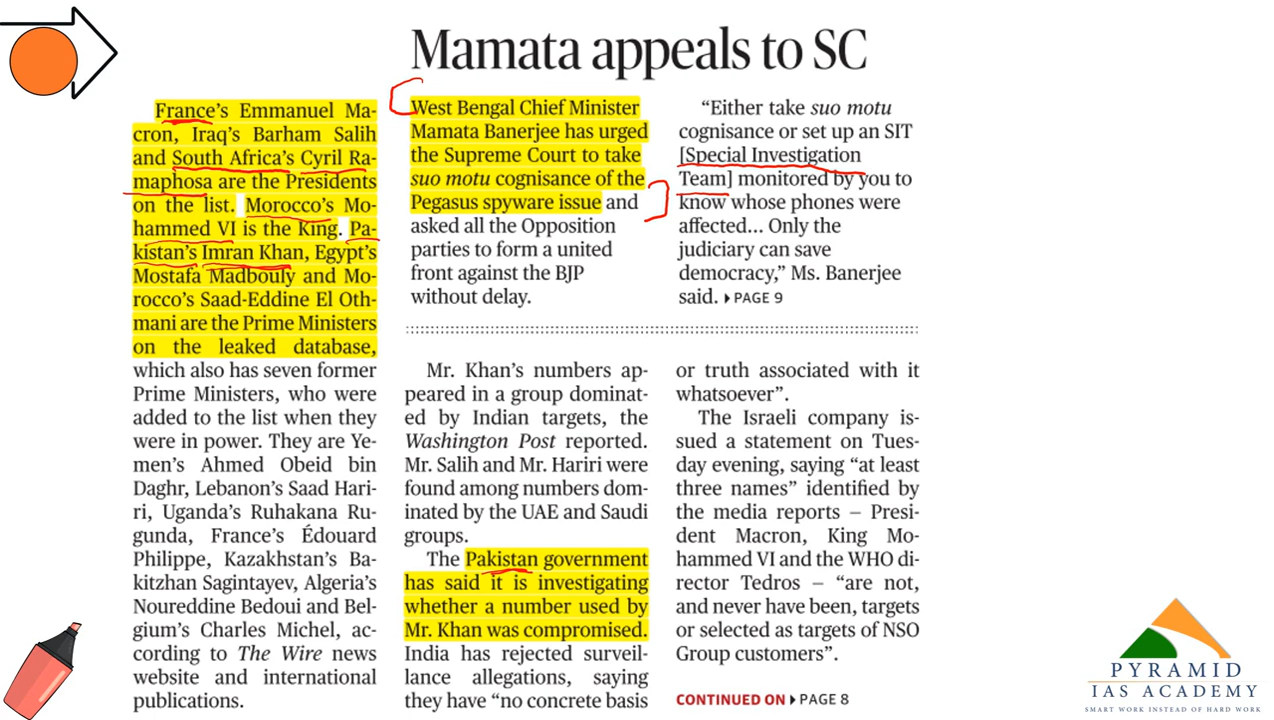 Mamata appeals to SC
France’s Emmanuel Ma-
cron, Iraq’s Barham Salih
and South Africa’s Cyril Ra-
maphosa are the Presidents
on the list. Morocco’s Mo-
hammed VI is the King. Pa-
kistan’s Imran Khan, Egypt’s
Mostafa Madbouly and Mo-
rocco’s Saad-Eddine El Oth-
mani are the Prime Ministers
on the leaked database,
which also has seven former
Prime Ministers, who were
added to the list when they
were in power. They are Ye-
men’s Ahmed Obeid bin
Daghr, Lebanon’s Saad Hari-
ri, Uganda’s Ruhakana Ru-
gunda, France’s Édouard
Philippe, Kazakhstan’s Ba-
kitzhan Sagintayev, Algeria’s
Noureddine Bedoui and Bel-
gium’s Charles Michel, ac-
cording to The Wire news
website and international
publications.
West Bengal Chief Minister
Mamata Banerjee has urged
the Supreme Court to take
suo motu cognisance of the
Pegasus spyware issue and
asked all the Opposition
parties to form a united
front against the BJP
without delay.
“Either take suo motu
cognisance or set up an SIT
[Special Investigation
Team] monitored by you to
know whose phones were
affected... Only the
judiciary can save
democracy,” Ms. Banerjee
said. PAGE 9
Mr. Khan’s numbers ap-
peared in a group dominat-
ed by Indian targets, the
Washington Post reported.
Mr. Salih and Mr. Hariri were
found among numbers dom-
inated by the UAE and Saudi
groups.
The Pakistan government
has said it is investigating
whether a number used by
Mr. Khan was compromised.
India has rejected surveil-
lance allegations, saying
they have “no concrete basis
or truth associated with it
whatsoever”.
The Israeli company is-
sued a statement on Tues-
day evening, saying “at least
three names” identified by
the media reports – Presi-
dent Macron, King Mo-
hammed VI and the WHO di-
rector Tedros – “are not,
and never have been, targets
or selected as targets of NSO
Group customers”.
CONTINUED ON PAGE 8
PYRAMID
IAS ACADEMY
SMART WORK INSTEAD OF HARD WORK